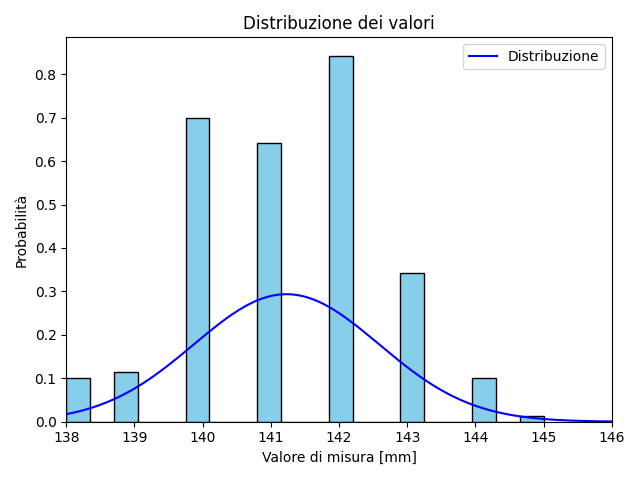 Distribuzione dei valori
Distribuzione
0.8
0.7
0.6
0.5
0.4
0.3
0.2
0.1
0.0
Probabilità
138 139 140 141 142 143 144 145 146
Valore di misura [mm]